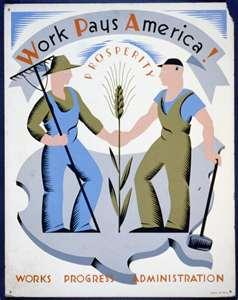 Work Pays America!
PROSPERITY
WORKS PROGRESS ADMINISTRATION